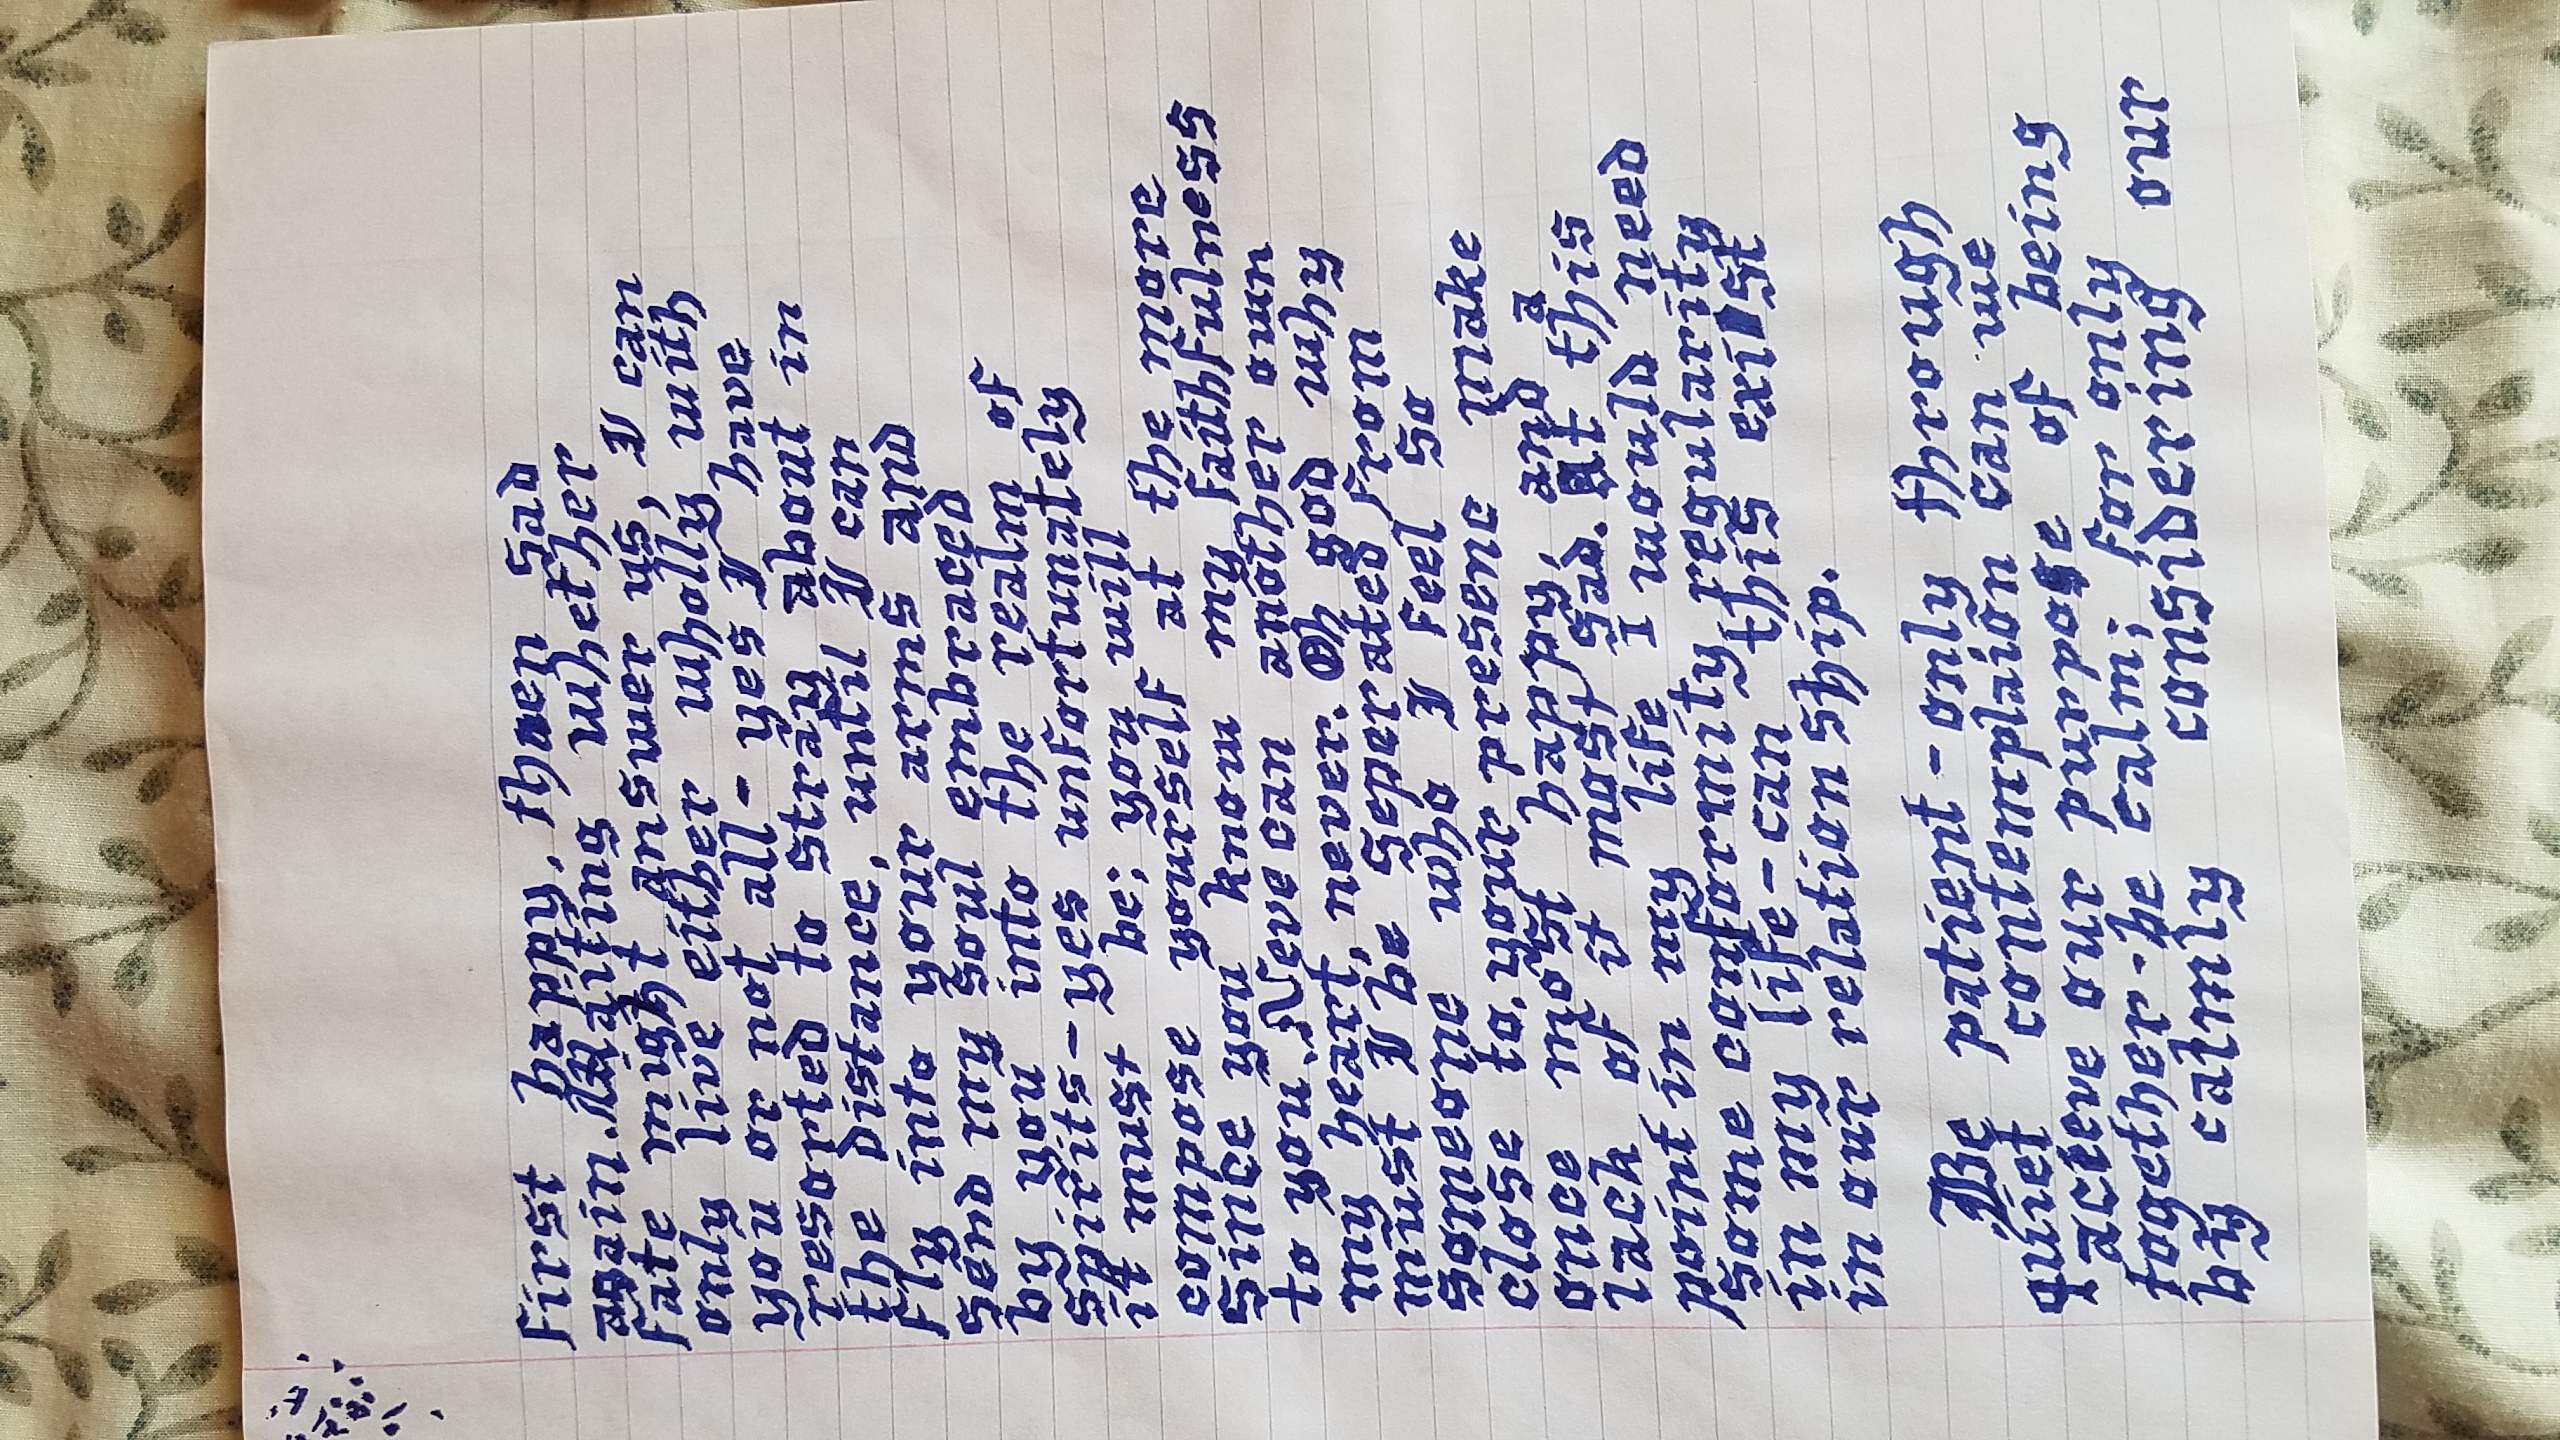 first happy, then sad
again. Waiting whether
fate might answer us, I can
only live either wholly with
you or not all - yes I have
resorted to stray about in
the distance, until I can
fly into your arms and
send my soul embraced
by you into the realm of
spirits - yes unfortunately
it must be; you will
compose yourself at the more
since you know my faithfulness
to you. Neve can another own
my heart, never. Oh god why
must I be seperated from
someone who I feel so
close to. your presenc make
once most happy, and a
lack of it most sad. At this
point in my life I would need
some conformity regularity
in my life - can this exist
in our relation ship.
Be patient - only through
quiet contemplaion can we
acieve our purpose of being
together - be calm; for only
by calmly considering our